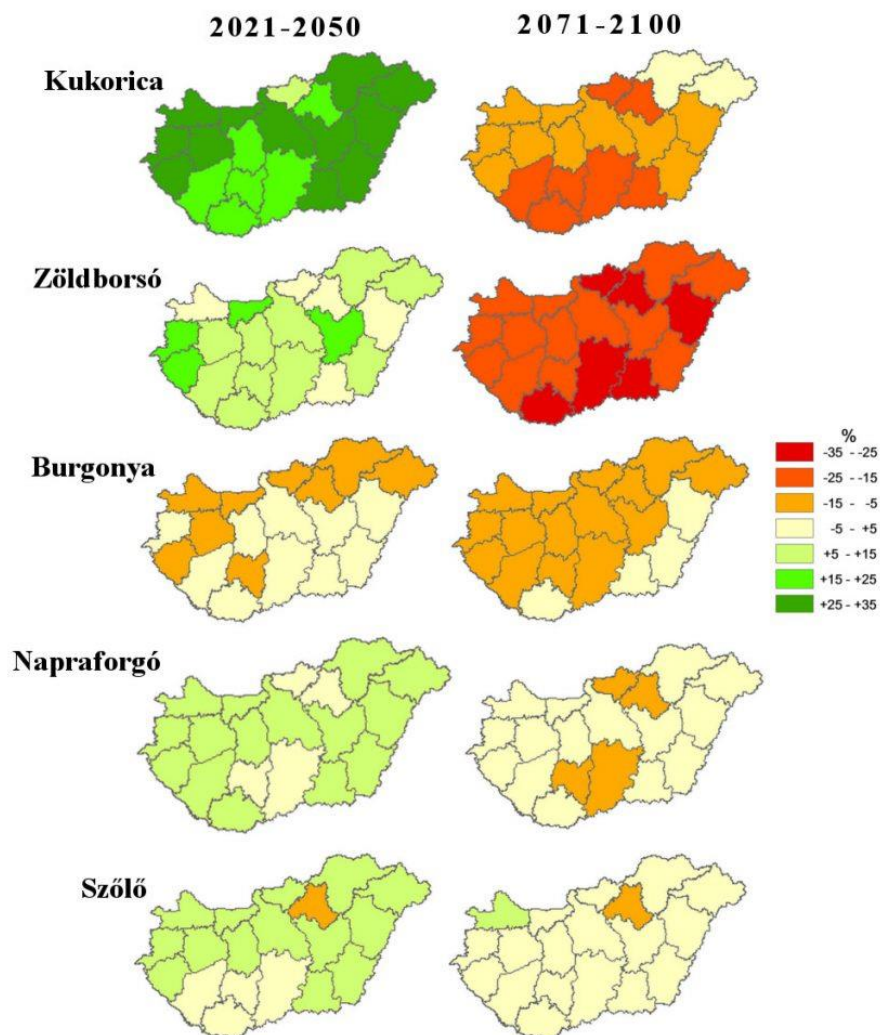 2021-2050 2071-2100
Kukorica
Zöldborsó
Burgonya
%
-35 - -25
-25 - -15
-15 - -5
-5 - +5
+5 - +15
+15 - +25
+25 - +35
Napraforgó
Szőlő